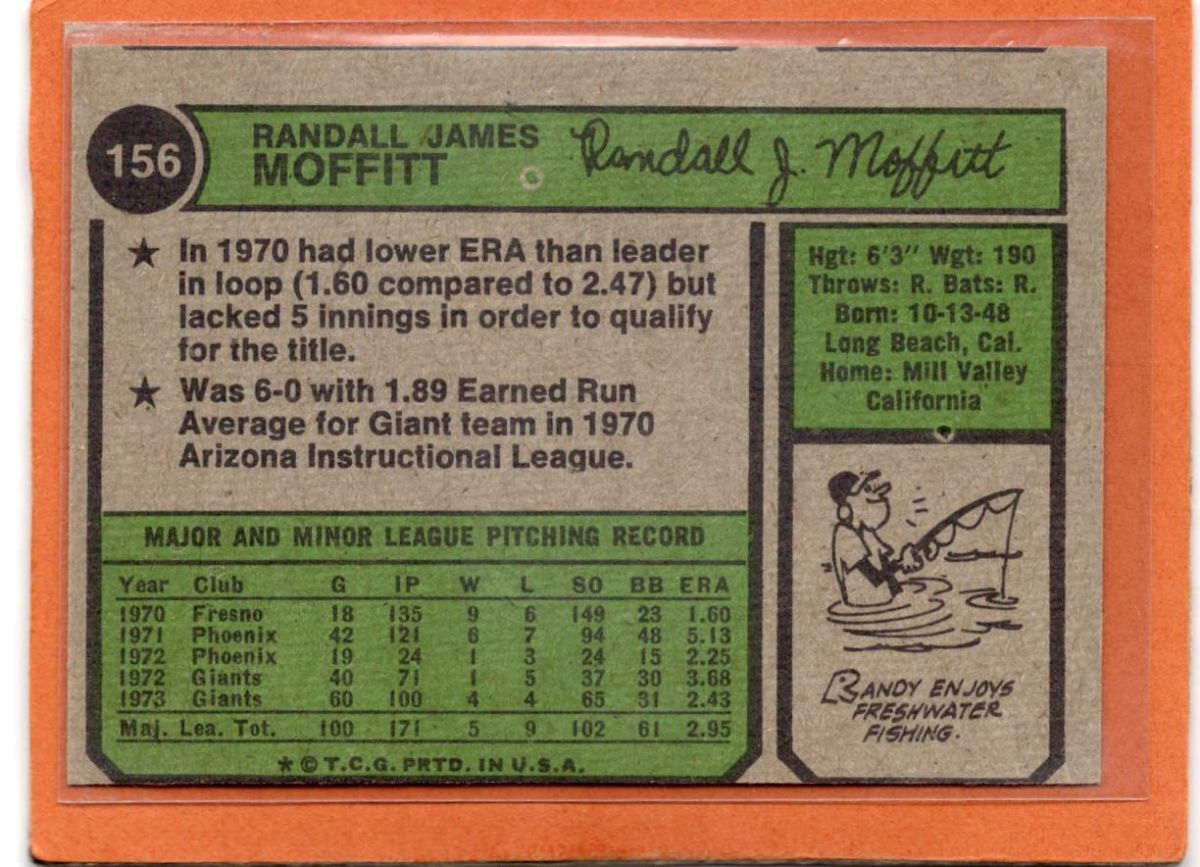 156
RANDALL JAMES
MOFFITT
Randall J. Moffitt
★ In 1970 had lower ERA than leader
in loop (1.60 compared to 2.47) but
lacked 5 innings in order to qualify
for the title.
★ Was 6-0 with 1.89 Earned Run
Average for Giant team in 1970
Arizona Instructional League.
Hgt: 6'3" Wgt: 190
Throws: R. Bats: R.
Born: 10-13-48
Long Beach, Cal.
Home: Mill Valley
California
MAJOR AND MINOR LEAGUE PITCHING RECORD
Year Club G IP W L SO BB ERA
1970 Fresno 18 135 9 6 149 23 1.60
1971 Phoenix 42 121 6 7 94 48 5.13
1972 Phoenix 19 24 1 3 24 15 2.25
1972 Giants 40 71 1 5 37 30 3.68
1973 Giants 60 100 4 4 65 31 2.43
Maj. Lea. Tot. 100 171 5 9 102 61 2.95
★ © T.C.G. PRTD. IN U.S.A.
RANDY ENJOYS
FRESHWATER
FISHING.